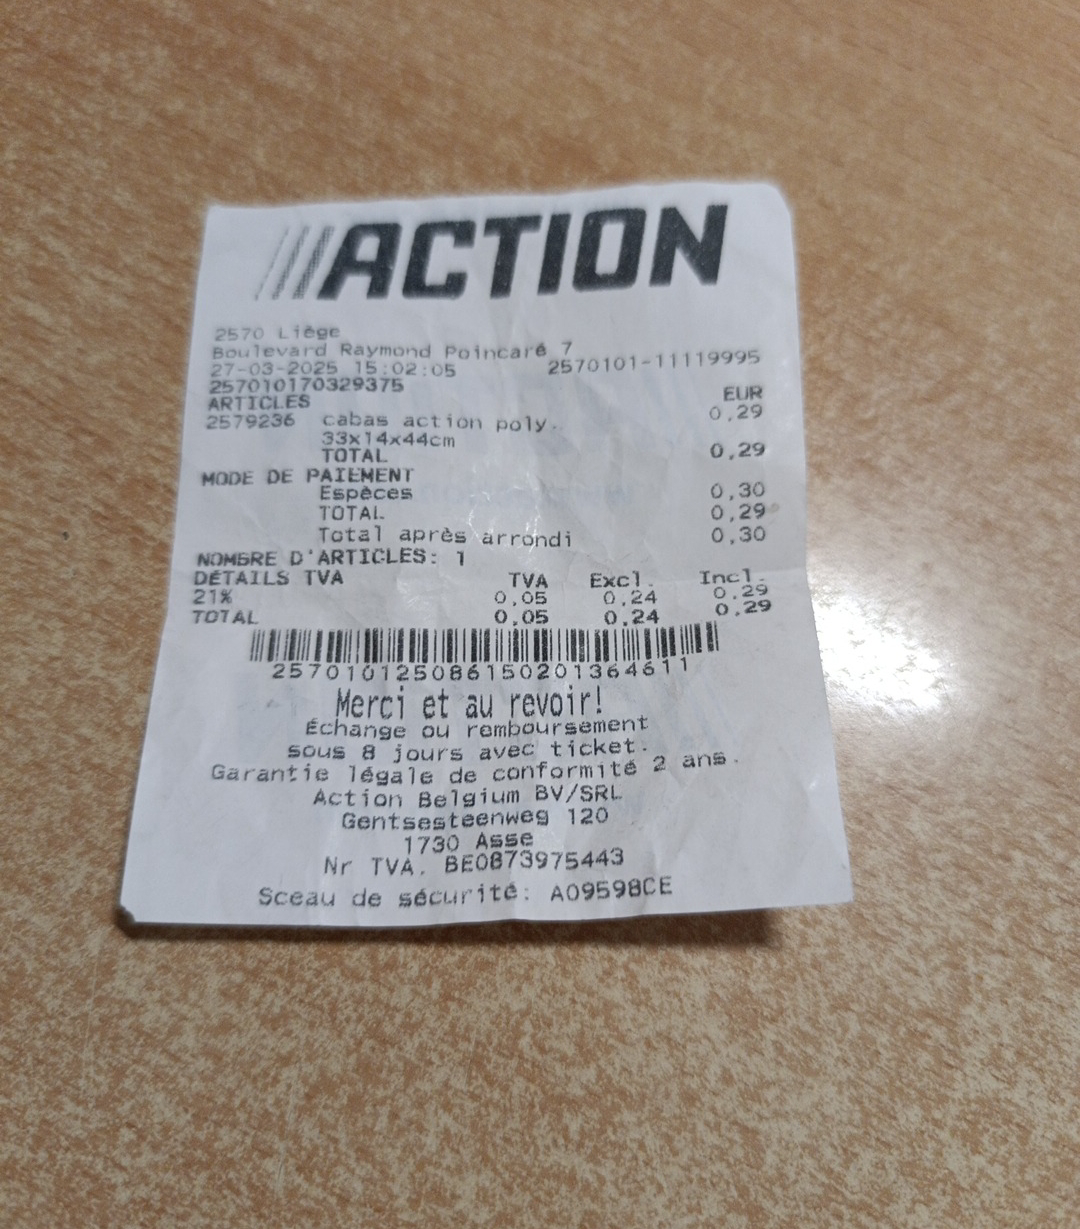 ACTION
2570 Liège
Boulevard Raymond Poincaré 7
27-03-2025 15:02:05 2570101-11119995
257010170329375
ARTICLES EUR
2579236 cabas action poly. 0,29
33x14x44cm
TOTAL 0,29
MODE DE PAIEMENT
Espèces 0,30
TOTAL 0,29
Total après arrondi 0,30
NOMBRE D'ARTICLES: 1
DÉTAILS TVA TVA Excl. Incl.
21% 0,05 0,24 0,29
TOTAL 0,05 0,24 0,29
257010125086150201364611
Merci et au revoir!
Échange ou remboursement
sous 8 jours avec ticket.
Garantie légale de conformité 2 ans.
Action Belgium BV/SRL
Gentsesteenweg 120
1730 Asse
Nr TVA. BE0873975443
Sceau de sécurité: A09598CE